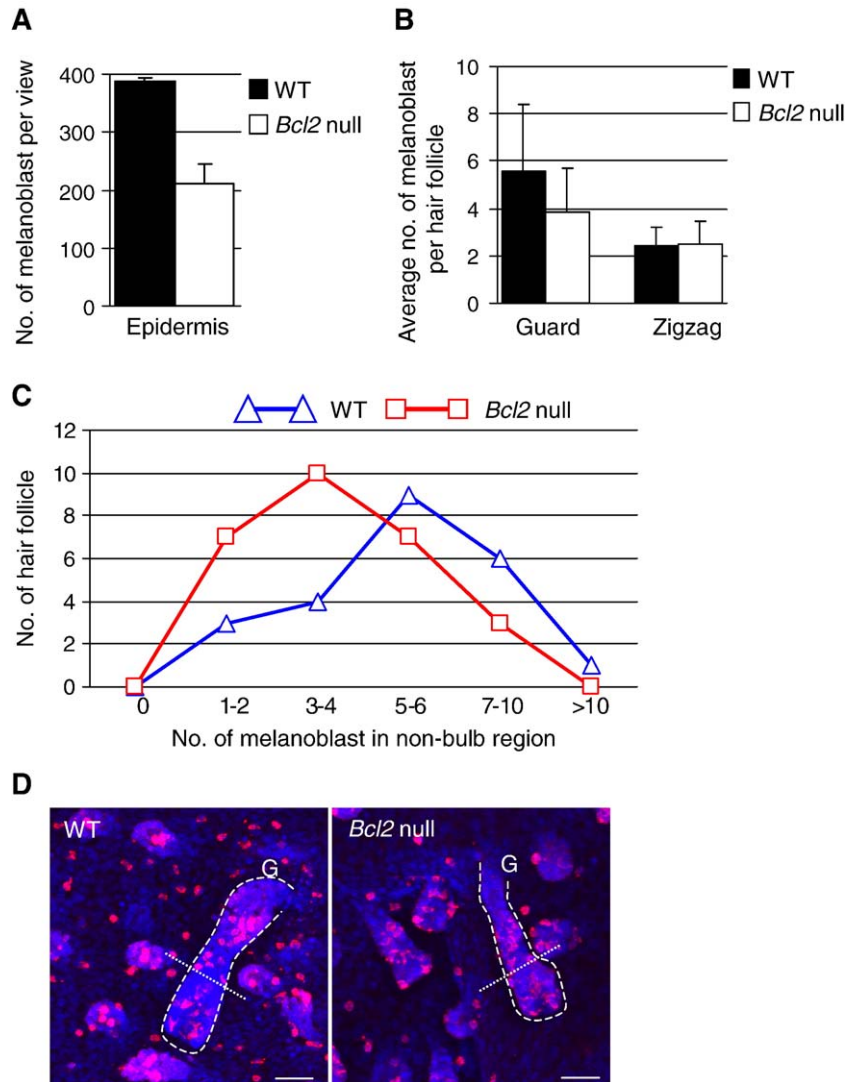 A
No. of melanoblast per view
400
300
200
100
0
WT
Bcl2 null
Epidermis
B
Average no. of melanoblast
per hair follicle
10
8
6
4
2
0
WT
Bcl2 null
Guard Zigzag
C
WT Bcl2 null
No. of hair follicle
12
10
8
6
4
2
0
0 1-2 3-4 5-6 7-10 >10
No. of melanoblast in non-bulb region
D
WT
G
Bcl2 null
G